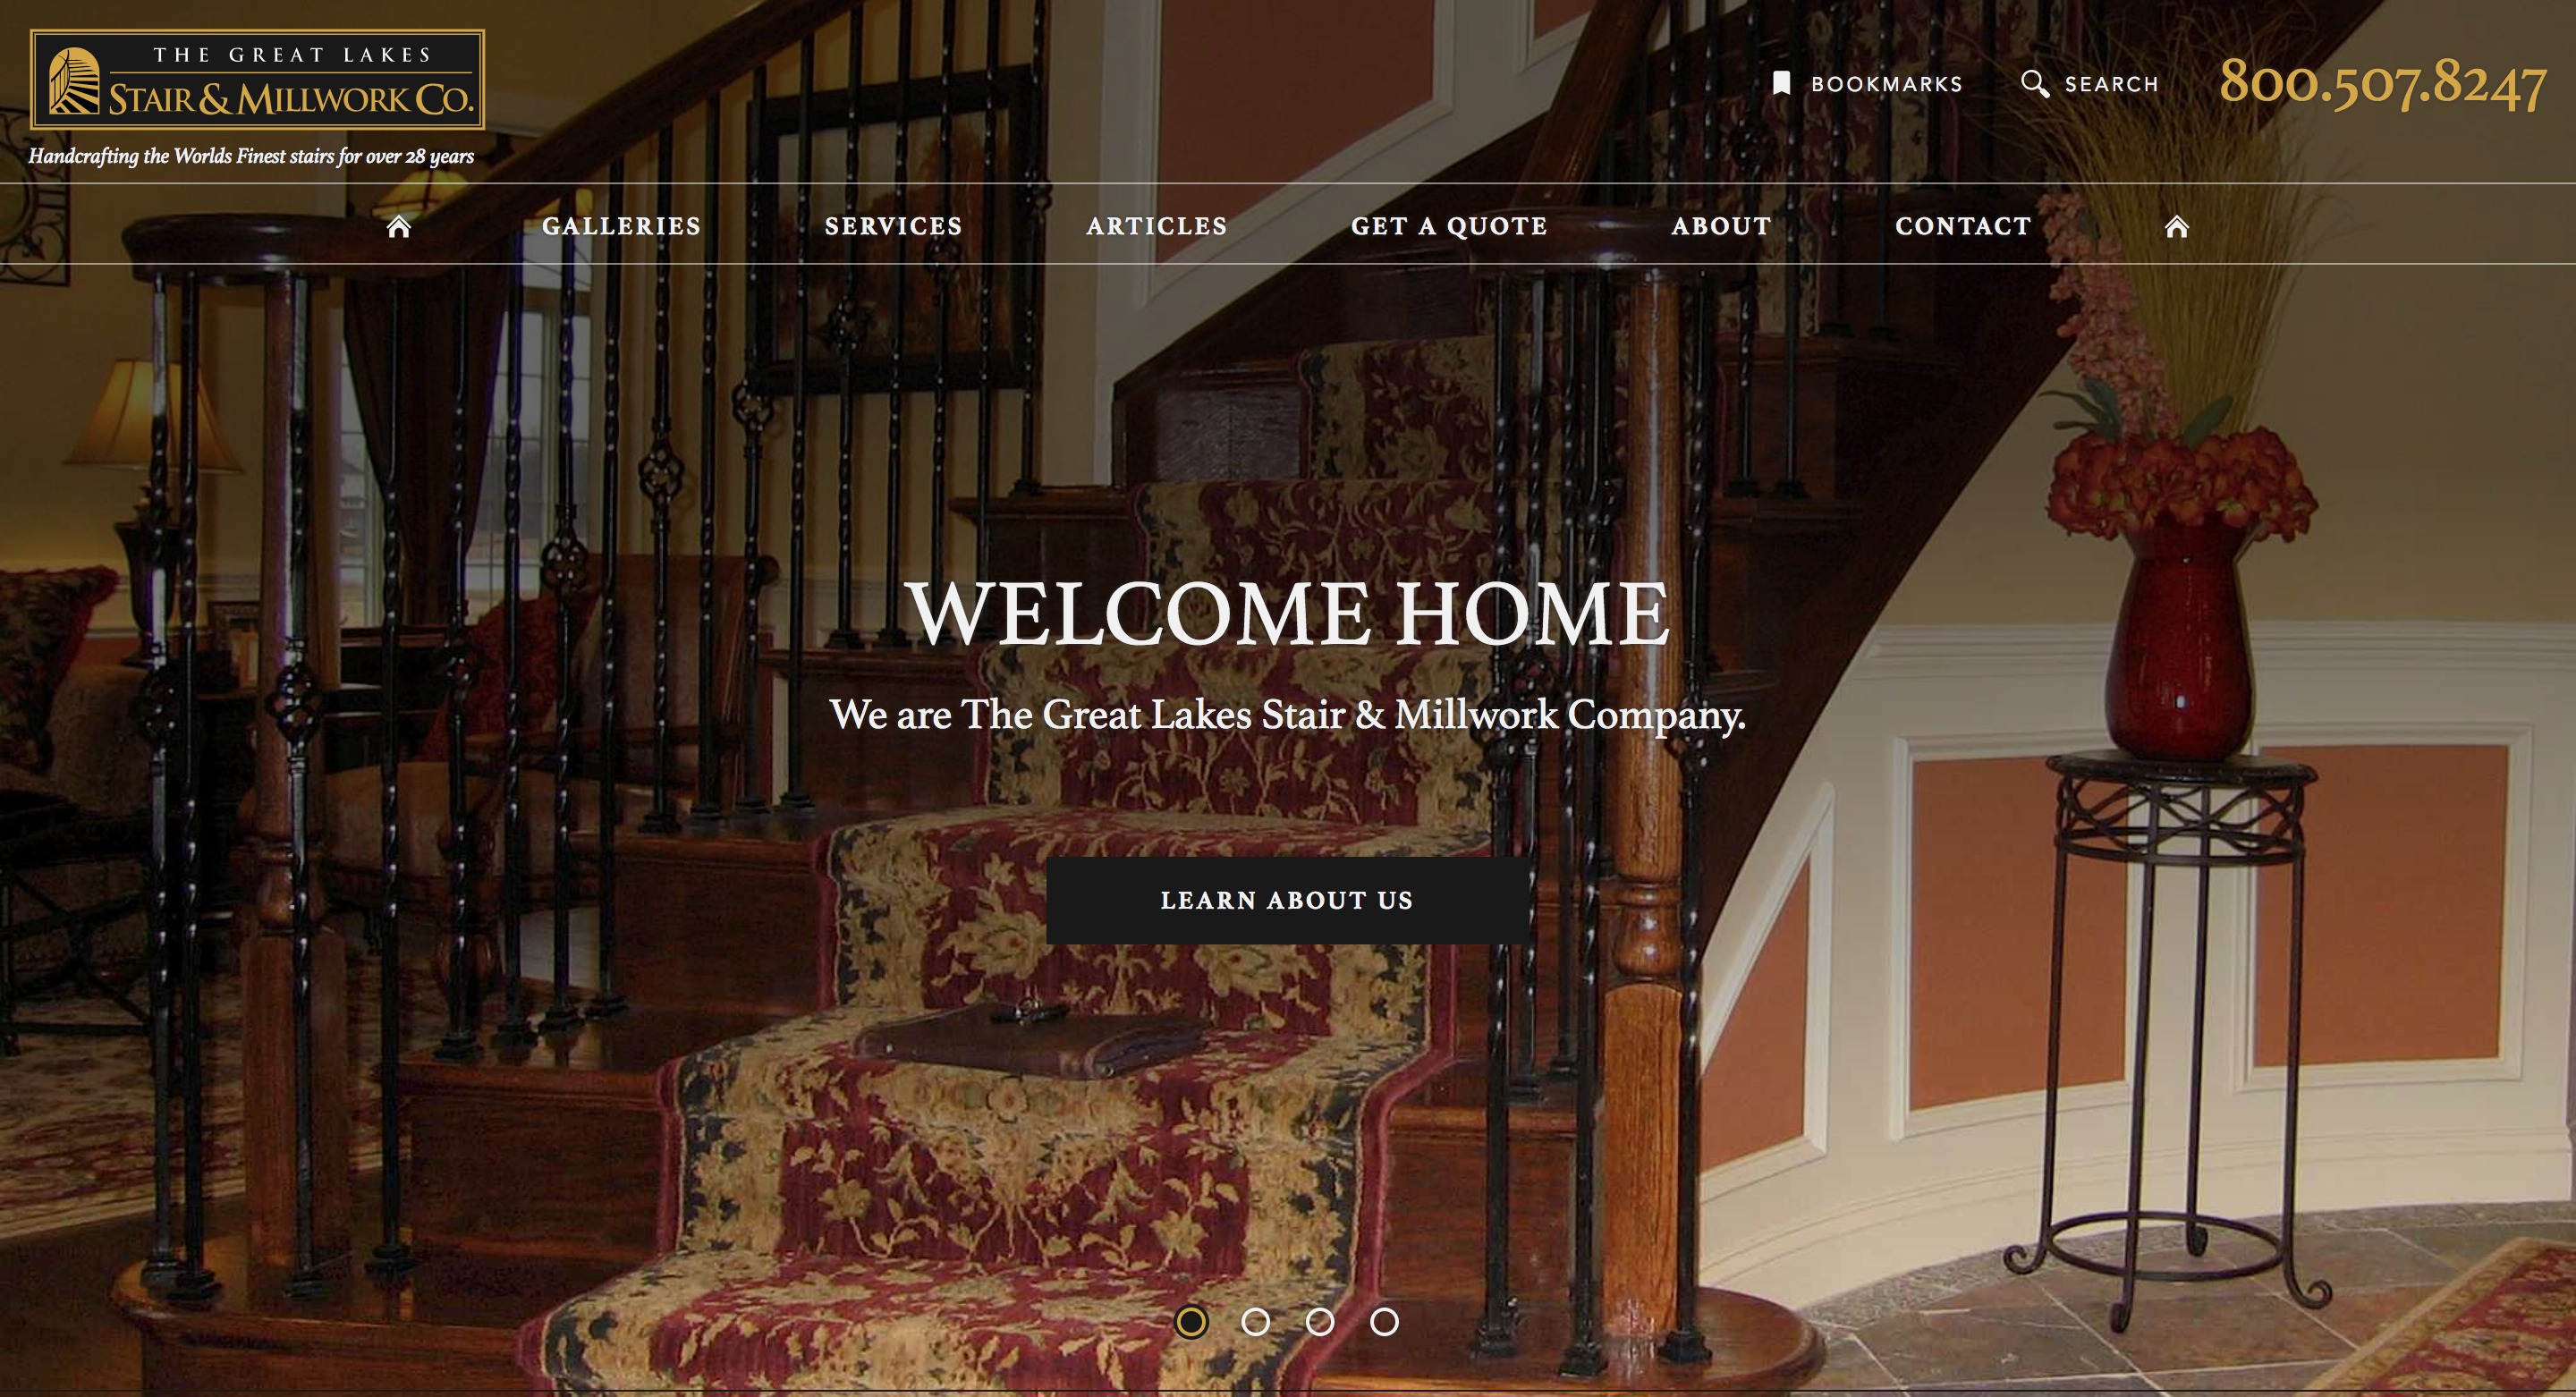 THE GREAT LAKES
STAIR & MILLWORK CO.
Handcrafting the Worlds Finest stairs for over 28 years
BOOKMARKS
SEARCH
800.507.8247
GALLERIES
SERVICES
ARTICLES
GET A QUOTE
ABOUT
CONTACT
WELCOME HOME
We are The Great Lakes Stair & Millwork Company.
LEARN ABOUT US